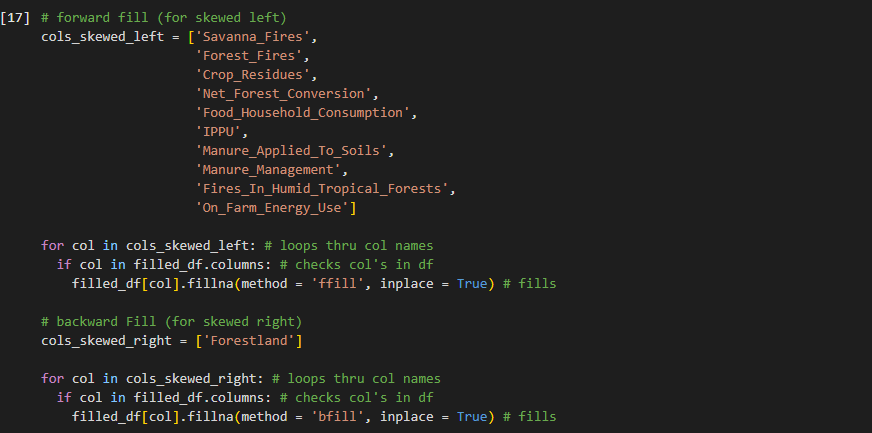 [17] # forward fill (for skewed left)
cols_skewed_left = ['Savanna_Fires',
'Forest_Fires',
'Crop_Residues',
'Net_Forest_Conversion',
'Food_Household_Consumption',
'IPPU',
'Manure_Applied_To_Soils',
'Manure_Management',
'Fires_In_Humid_Tropical_Forests',
'On_Farm_Energy_Use']
for col in cols_skewed_left: # loops thru col names
if col in filled_df.columns: # checks col's in df
filled_df[col].fillna(method = 'ffill', inplace = True) # fills
# backward Fill (for skewed right)
cols_skewed_right = ['Forestland']
for col in cols_skewed_right: # loops thru col names
if col in filled_df.columns: # checks col's in df
filled_df[col].fillna(method = 'bfill', inplace = True) # fills